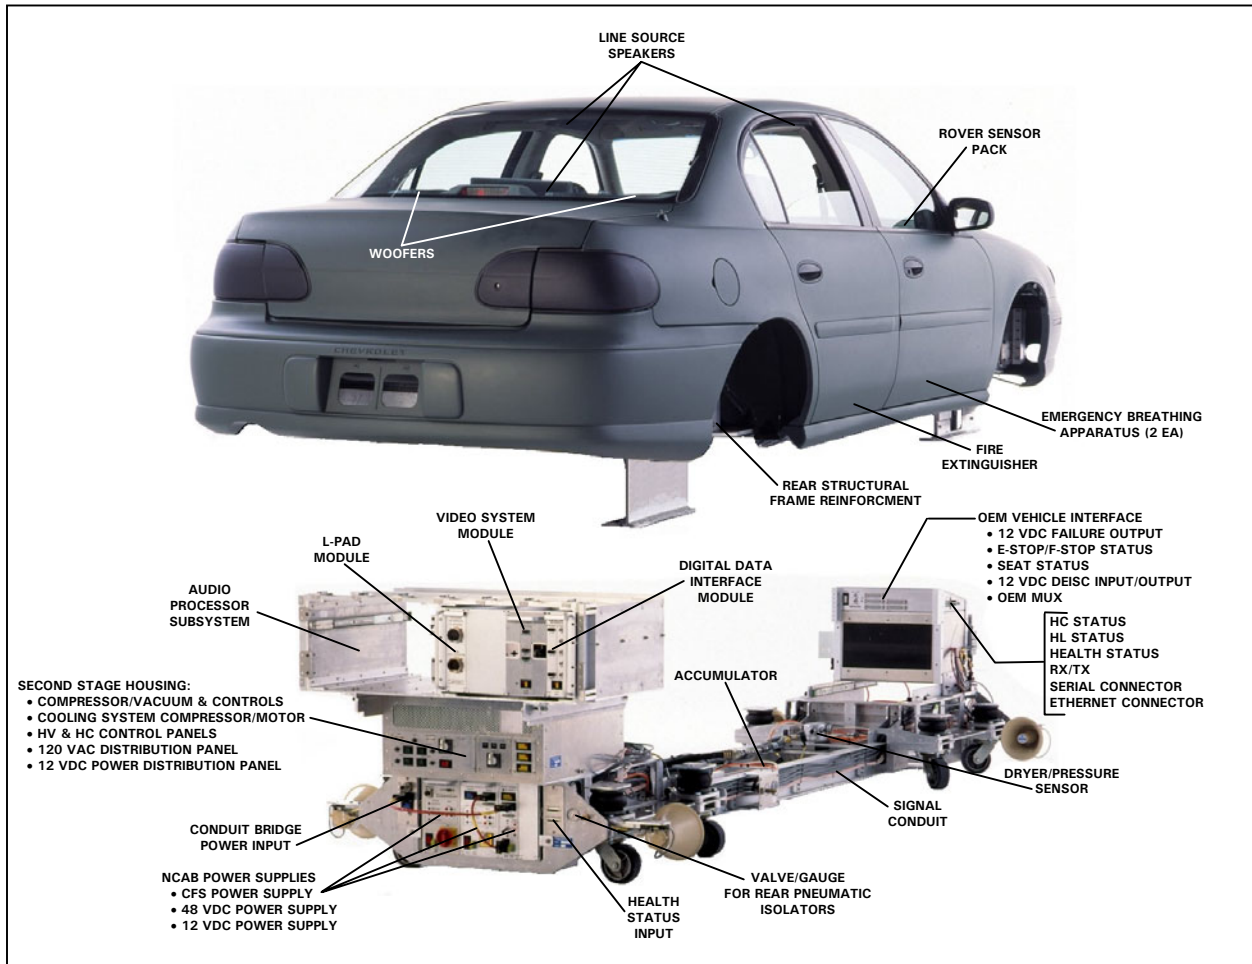 LINE SOURCE
SPEAKERS
ROVER SENSOR
PACK
WOOFERS
CHEVROLET
EMERGENCY BREATHING
APPARATUS (2 EA)
FIRE
EXTINGUISHER
REAR STRUCTURAL
FRAME REINFORCMENT
VIDEO SYSTEM
MODULE
L-PAD
MODULE
DIGITAL DATA
INTERFACE
MODULE
AUDIO
PROCESSOR
SUBSYSTEM
OEM VEHICLE INTERFACE
• 12 VDC FAILURE OUTPUT
• E-STOP/F-STOP STATUS
• SEAT STATUS
• 12 VDC DEISC INPUT/OUTPUT
• OEM MUX
HC STATUS
HL STATUS
HEALTH STATUS
RX/TX
SERIAL CONNECTOR
ETHERNET CONNECTOR
ACCUMULATOR
SECOND STAGE HOUSING:
• COMPRESSOR/VACUUM & CONTROLS
• COOLING SYSTEM COMPRESSOR/MOTOR
• HV & HC CONTROL PANELS
• 120 VAC DISTRIBUTION PANEL
• 12 VDC POWER DISTRIBUTION PANEL
DRYER/PRESSURE
SENSOR
SIGNAL
CONDUIT
CONDUIT BRIDGE
POWER INPUT
NCAB POWER SUPPLIES
• CFS POWER SUPPLY
• 48 VDC POWER SUPPLY
• 12 VDC POWER SUPPLY
HEALTH
STATUS
INPUT
VALVE/GAUGE
FOR REAR PNEUMATIC
ISOLATORS